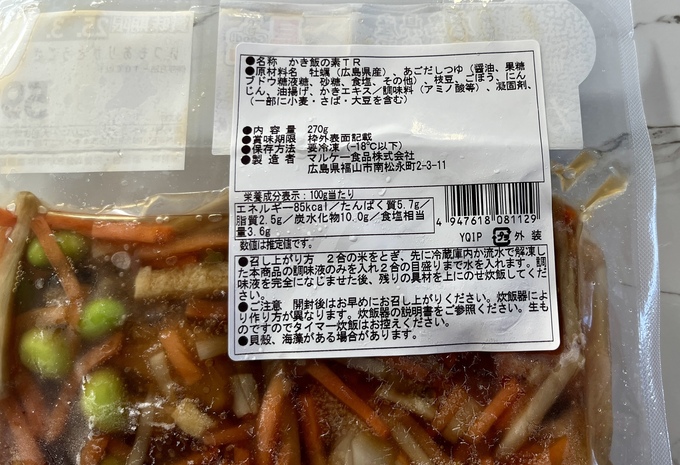 ●名称 かき飯の素TR
●原材料名 牡蠣（広島県産）、あごだしつゆ（醤油、果糖
ブドウ糖液糖、砂糖、食塩、その他）、枝豆、ごぼう、にん
じん、油揚げ、かきエキス／調味料（アミノ酸等）、凝固剤、
（一部に小麦・さば・大豆を含む）
●内容量 270g
●賞味期限 枠外表面記載
●保存方法 要冷凍（-18℃以下）
●製造者 マルケー食品株式会社
広島県福山市南松永町2-3-11
栄養成分表示：100g当たり
エネルギー85kcal／たんぱく質5.7g／
脂質2.5g／炭水化物10.0g／食塩相当
量3.6g
数値は推定値です。
4 947618 081129
YQ1P プラ 外装
●召し上がり方 2合の米をとぎ、先に冷蔵庫内か流水で解凍し
た本商品の調味液のみを入れ2合の目盛りまで水を入れます。調
味液を完全になじませた後、残りの具材を上にのせ炊飯してくだ
さい。
●ご注意 開封後はお早めにお召し上がりください。炊飯器によ
り作り方が異なります。炊飯器の説明書をご参照ください。生も
のですのでタイマー炊飯はお控えください。
●貝殻、海藻がある場合があります。